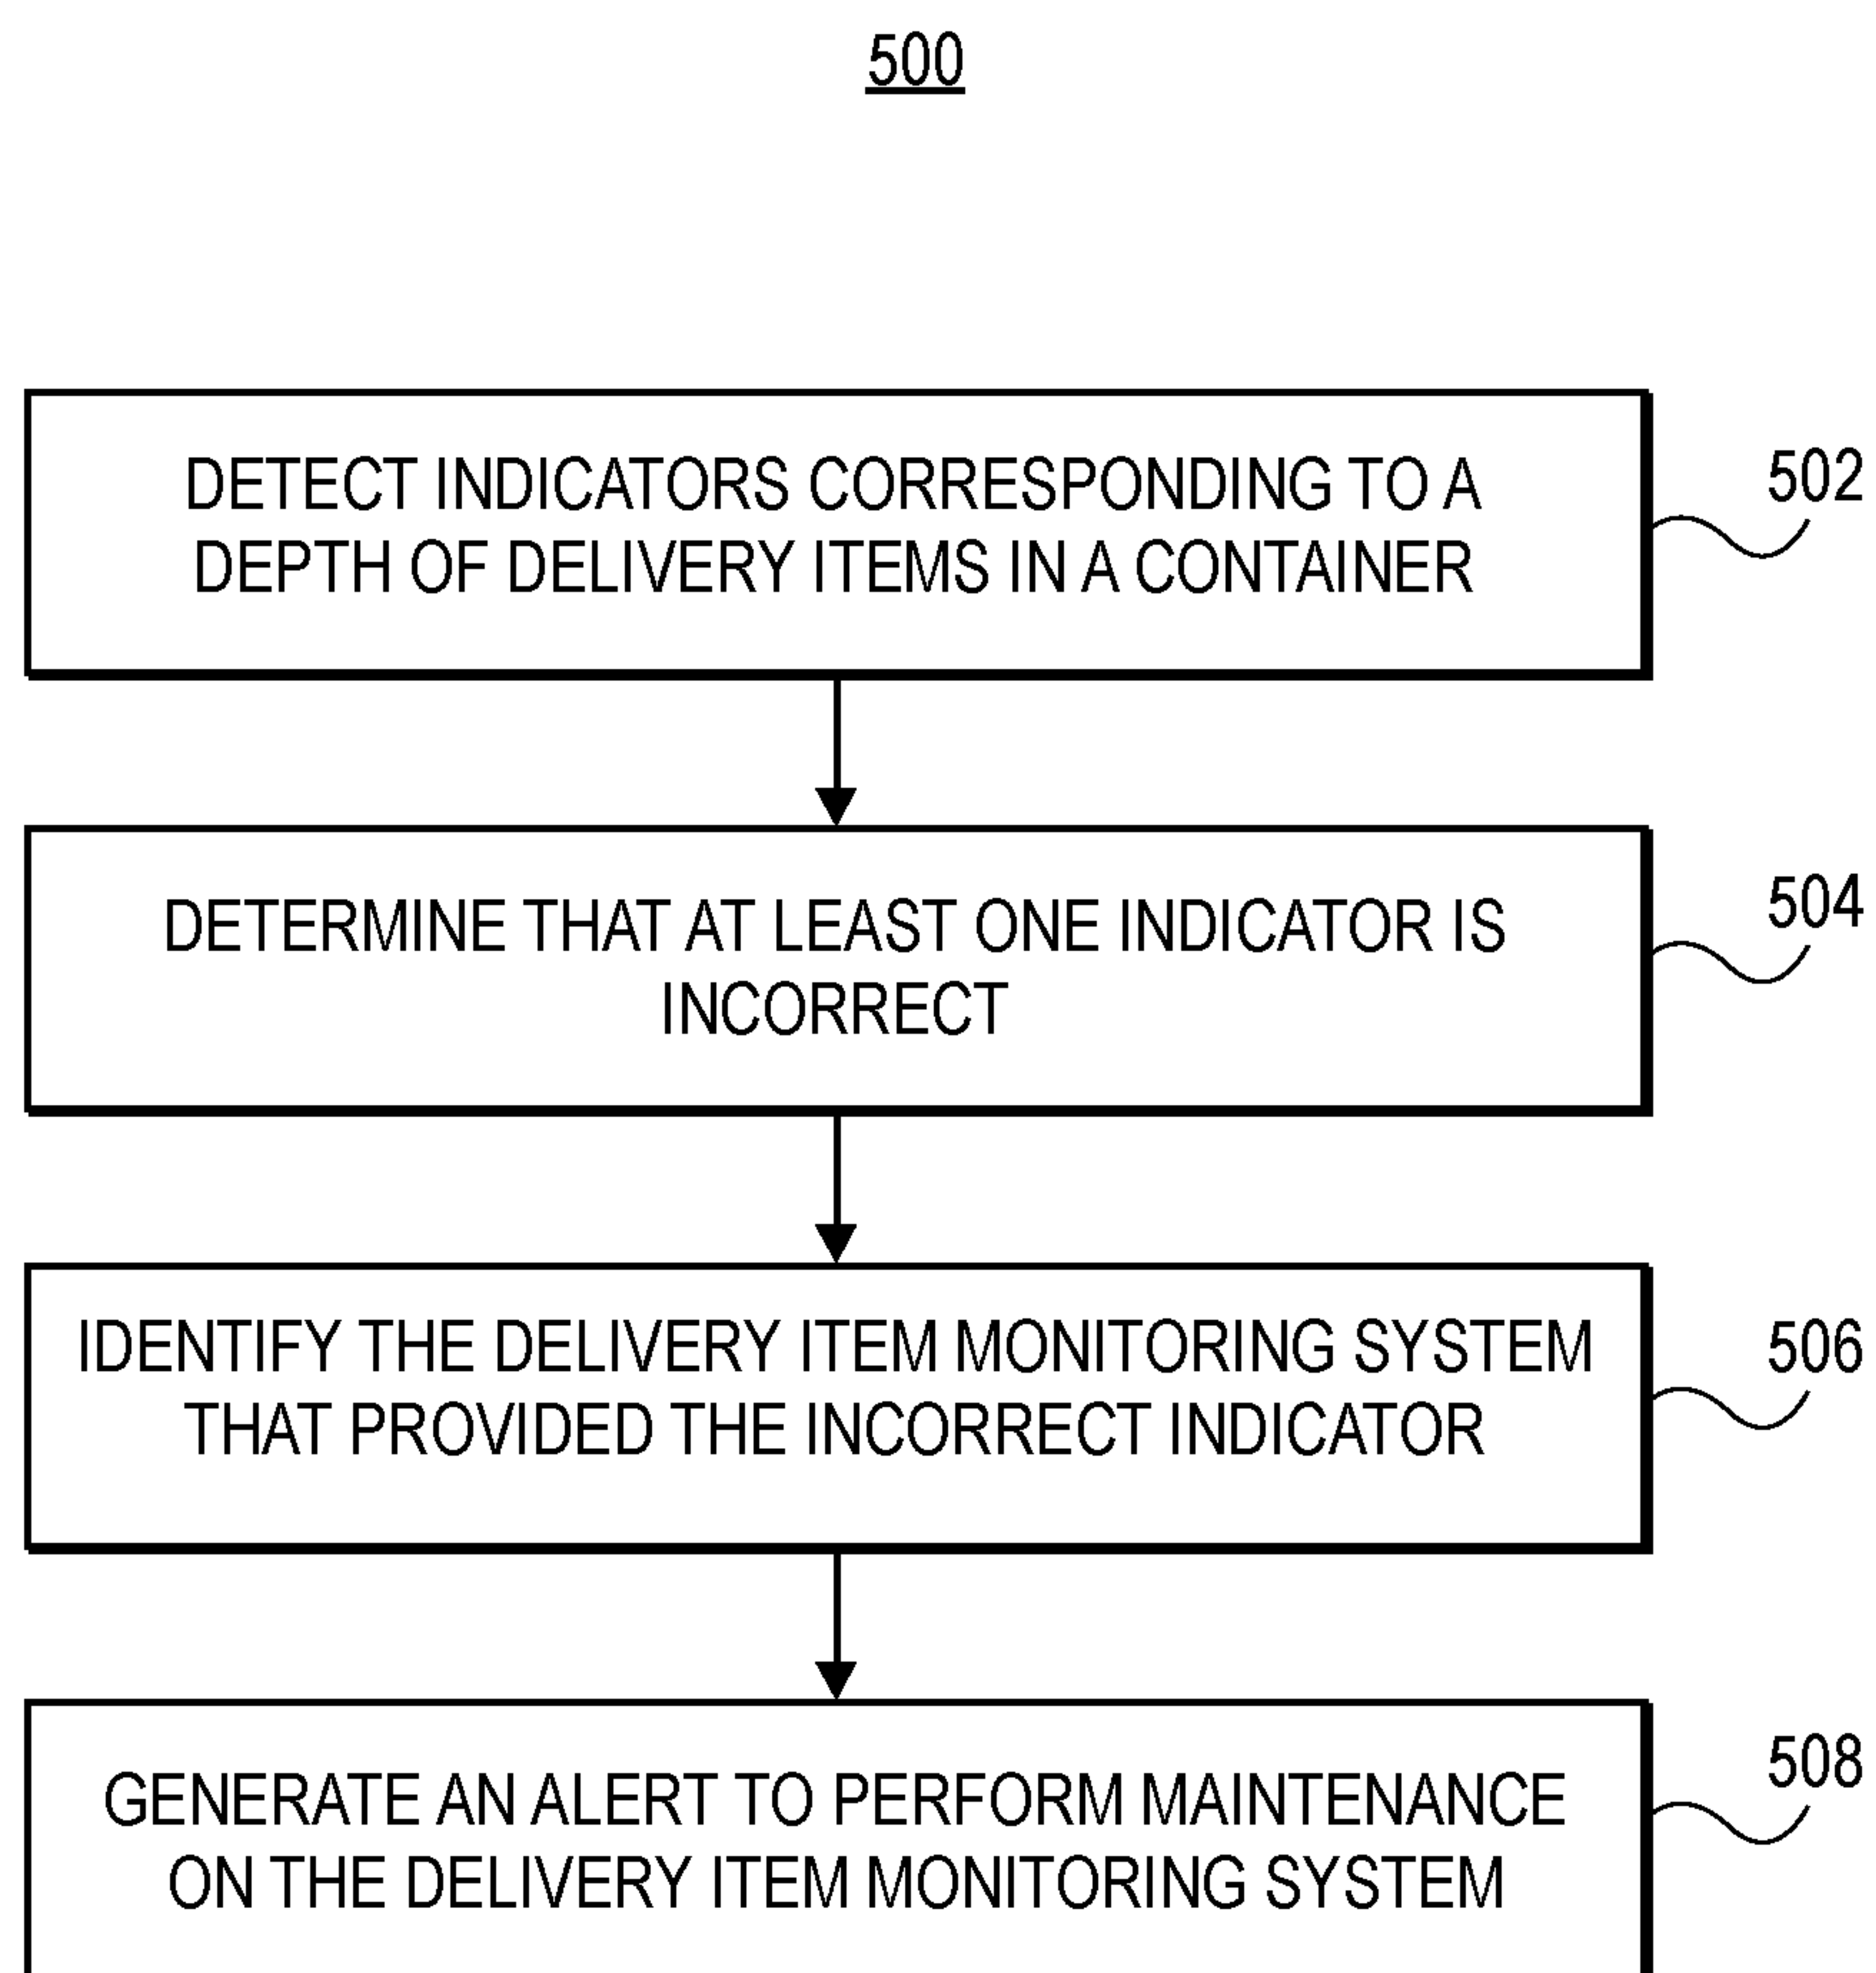 500
DETECT INDICATORS CORRESPONDING TO A
DEPTH OF DELIVERY ITEMS IN A CONTAINER
502
DETERMINE THAT AT LEAST ONE INDICATOR IS
INCORRECT
504
IDENTIFY THE DELIVERY ITEM MONITORING SYSTEM
THAT PROVIDED THE INCORRECT INDICATOR
506
GENERATE AN ALERT TO PERFORM MAINTENANCE
ON THE DELIVERY ITEM MONITORING SYSTEM
508